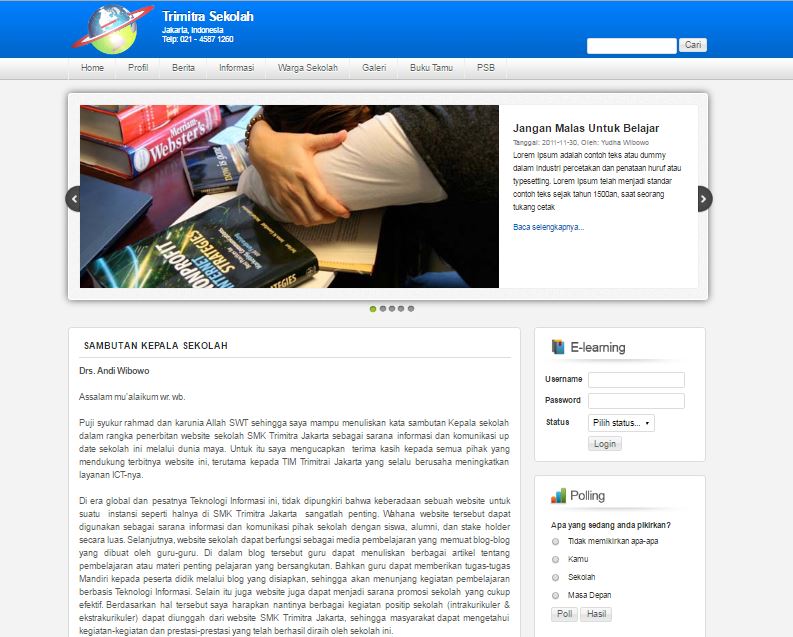 Trimitra Sekolah
Jakarta, Indonesia
Telp: 021 - 4587 1260
Cari
Home Profil Berita Informasi Warga Sekolah Galeri Buku Tamu PSB
Merriam-
Webster's
INTERNET
STRATEGIES
NONPROFIT
Jangan Malas Untuk Belajar
Tanggal: 2011-11-30, Oleh: Yudha Wibowo
Lorem Ipsum adalah contoh teks atau dummy
dalam industri percetakan dan penataan huruf atau
typesetting. Lorem Ipsum telah menjadi standar
contoh teks sejak tahun 1500an, saat seorang
tukang cetak
Baca selengkapnya...
SAMBUTAN KEPALA SEKOLAH
Drs. Andi Wibowo
Assalam mu'alaikum wr. wb.
Puji syukur rahmad dan karunia Allah SWT sehingga saya mampu menuliskan kata sambutan Kepala sekolah
dalam rangka penerbitan website sekolah SMK Trimitra Jakarta sebagai sarana informasi dan komunikasi up
date sekolah ini melalui dunia maya. Untuk itu saya mengucapkan terima kasih kepada semua pihak yang
mendukung terbitnya website ini, terutama kepada TIM Trimitrai Jakarta yang selalu berusaha meningkatkan
layanan ICT-nya.
Di era global dan pesatnya Teknologi Informasi ini, tidak dipungkiri bahwa keberadaan sebuah website untuk
suatu instansi seperti halnya di SMK Trimitra Jakarta sangatlah penting. Wahana website tersebut dapat
digunakan sebagai sarana informasi dan komunikasi pihak sekolah dengan siswa, alumni, dan stake holder
secara luas. Selanjutnya, website sekolah dapat berfungsi sebagai media pembelajaran yang memuat blog-blog
yang dibuat oleh guru-guru. Di dalam blog tersebut guru dapat menuliskan berbagai artikel tentang
pembelajaran atau materi penting pelajaran yang bersangkutan. Bahkan guru dapat memberikan tugas-tugas
Mandiri kepada peserta didik melalui blog yang disiapkan, sehingga akan menunjang kegiatan pembelajaran
berbasis Teknologi Informasi. Selain itu juga website juga dapat menjadi sarana promosi sekolah yang cukup
efektif. Berdasarkan hal tersebut saya harapkan nantinya berbagai kegiatan positip sekolah (intrakurikuler &
ekstrakurikuler) dapat diunggah dari website SMK Trimitra Jakarta, sehingga masyarakat dapat mengetahui
kegiatan-kegiatan dan prestasi-prestasi yang telah berhasil diraih oleh sekolah ini.
E-learning
Username
Password
Status Pilih status...
Login
Polling
Apa yang sedang anda pikirkan?
Tidak memikirkan apa-apa
Kamu
Sekolah
Masa Depan
Poll Hasil